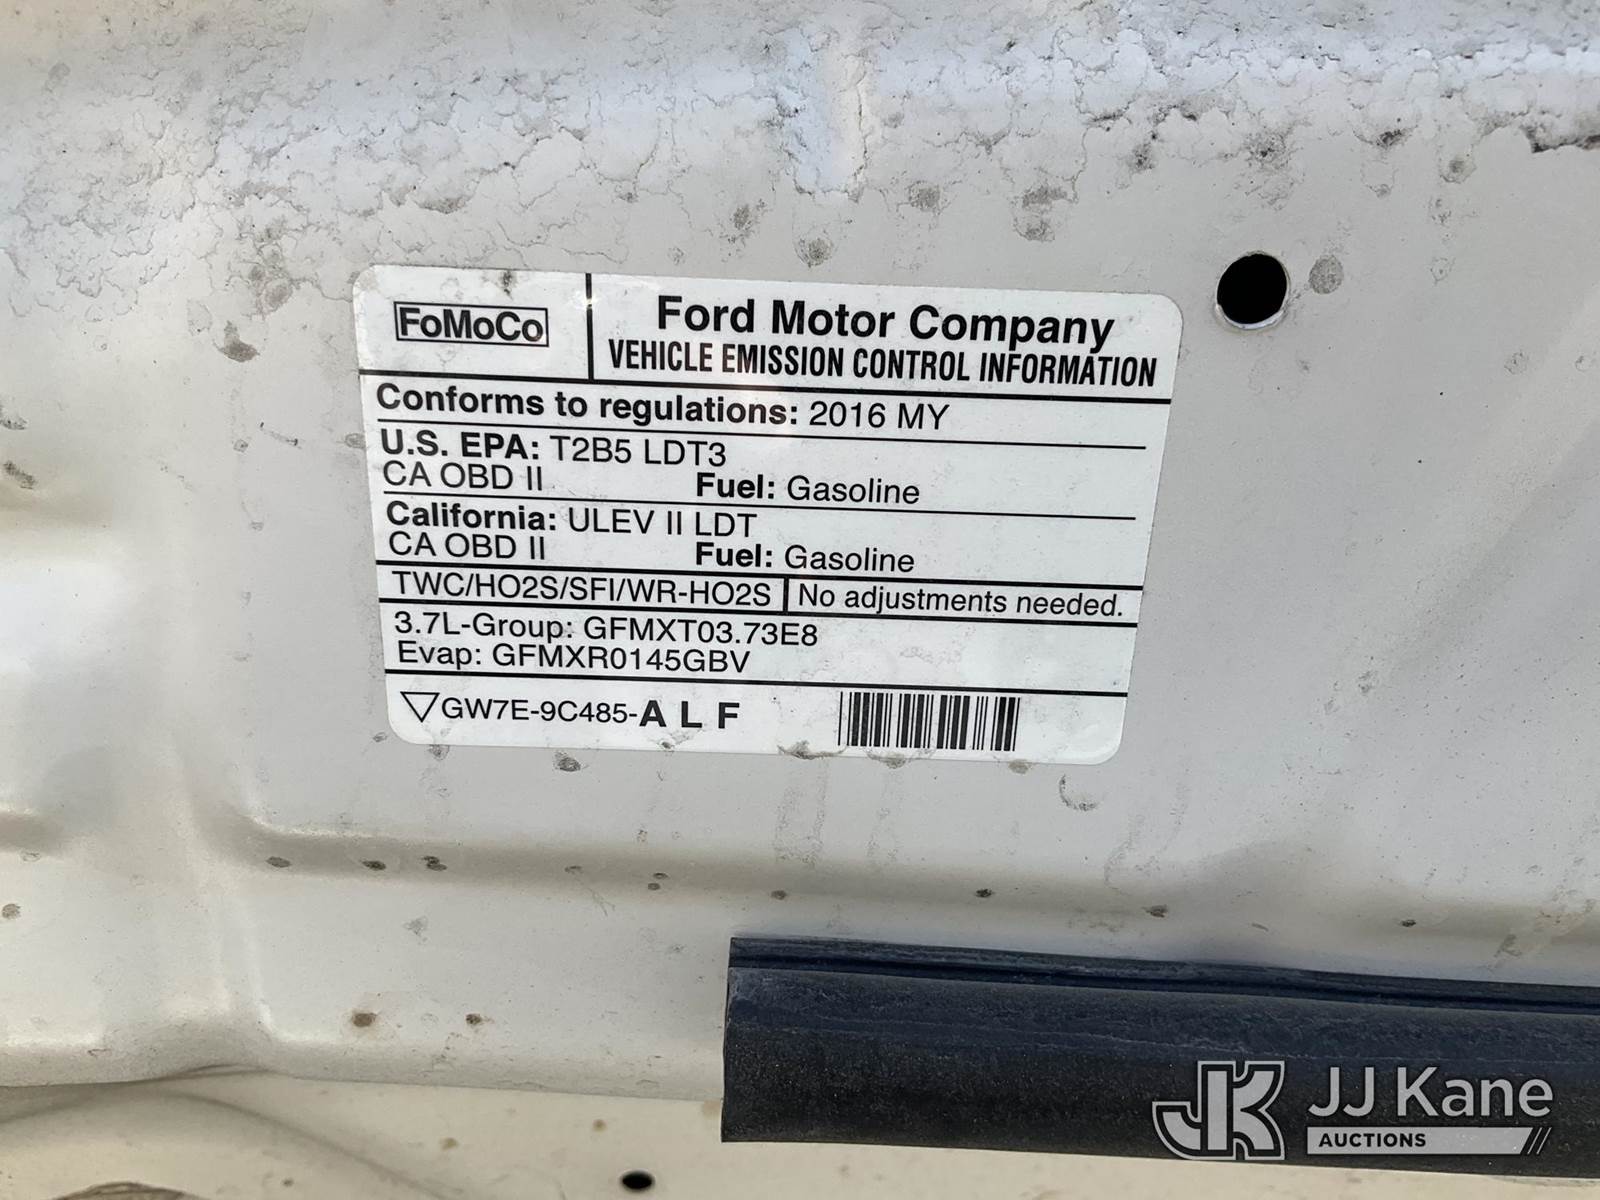 FoMoCo
Ford Motor Company
VEHICLE EMISSION CONTROL INFORMATION
Conforms to regulations: 2016 MY
U.S. EPA: T2B5 LDT3
CA OBD II Fuel: Gasoline
California: ULEV II LDT
CA OBD II Fuel: Gasoline
TWC/HO2S/SFI/WR-HO2S No adjustments needed.
3.7L-Group: GFMXT03.73E8
Evap: GFMXR0145GBV
GW7E-9C485-A L F
JK JJ Kane
AUCTIONS